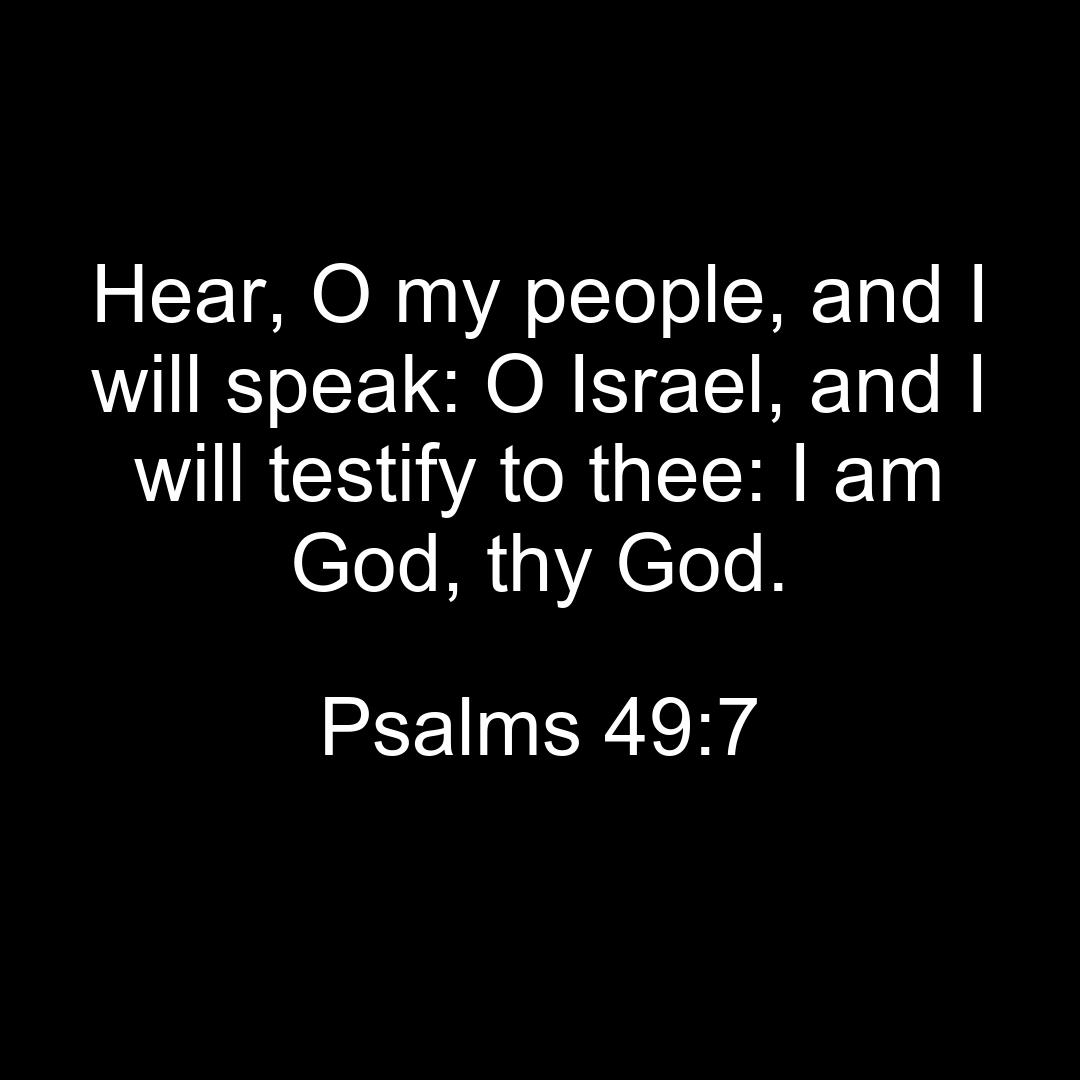 Hear, O my people, and I
will speak: O Israel, and I
will testify to thee: I am
God, thy God.
Psalms 49:7